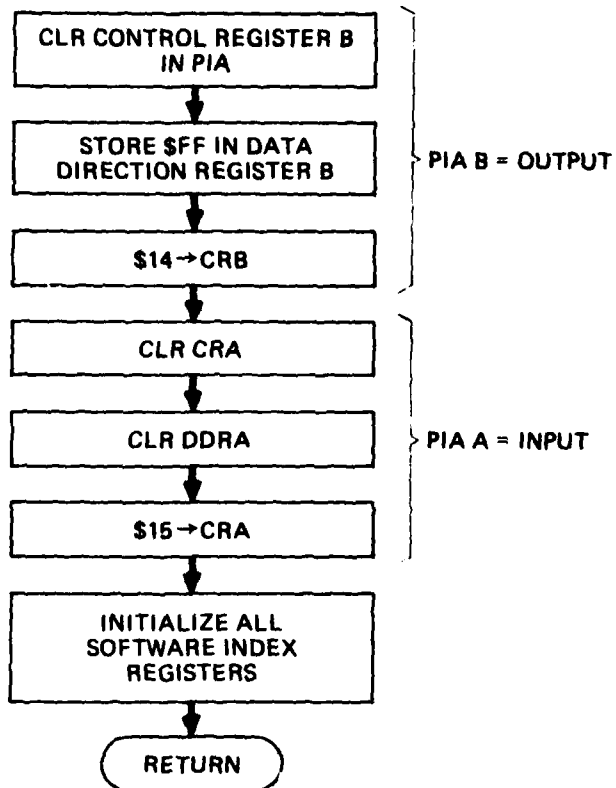 CLR CONTROL REGISTER B
IN PIA
STORE $FF IN DATA
DIRECTION REGISTER B
PIA B = OUTPUT
$14→CRB
CLR CRA
CLR DDRA
PIA A = INPUT
$15→CRA
INITIALIZE ALL
SOFTWARE INDEX
REGISTERS
RETURN